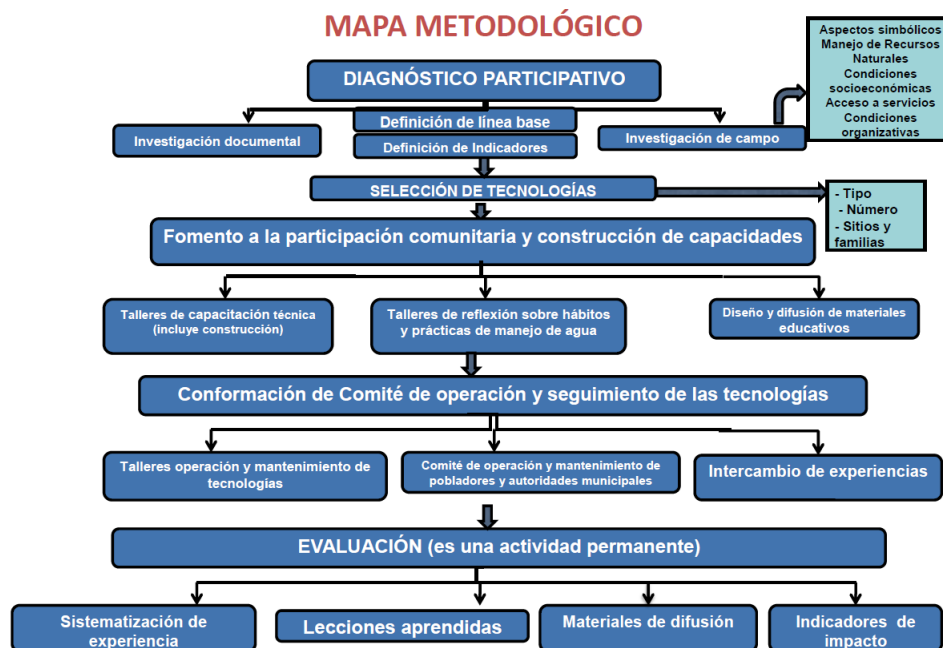 MAPA METODOLÓGICO
Aspectos simbólicos
Manejo de Recursos
Naturales
Condiciones
socioeconómicas
Acceso a servicios
Condiciones
organizativas
DIAGNÓSTICO PARTICIPATIVO
Definición de línea base
Investigación documental
Definición de Indicadores
Investigación de campo
SELECCIÓN DE TECNOLOGÍAS
- Tipo
- Número
- Sitios y
familias
Fomento a la participación comunitaria y construcción de capacidades
Talleres de capacitación técnica
(incluye construcción)
Talleres de reflexión sobre hábitos
y prácticas de manejo de agua
Diseño y difusión de materiales
educativos
Conformación de Comité de operación y seguimiento de las tecnologías
Talleres operación y mantenimiento de
tecnologías
Comité de operación y mantenimiento de
pobladores y autoridades municipales
Intercambio de experiencias
EVALUACIÓN (es una actividad permanente)
Sistematización de
experiencia
Lecciones aprendidas
Materiales de difusión
Indicadores de
impacto